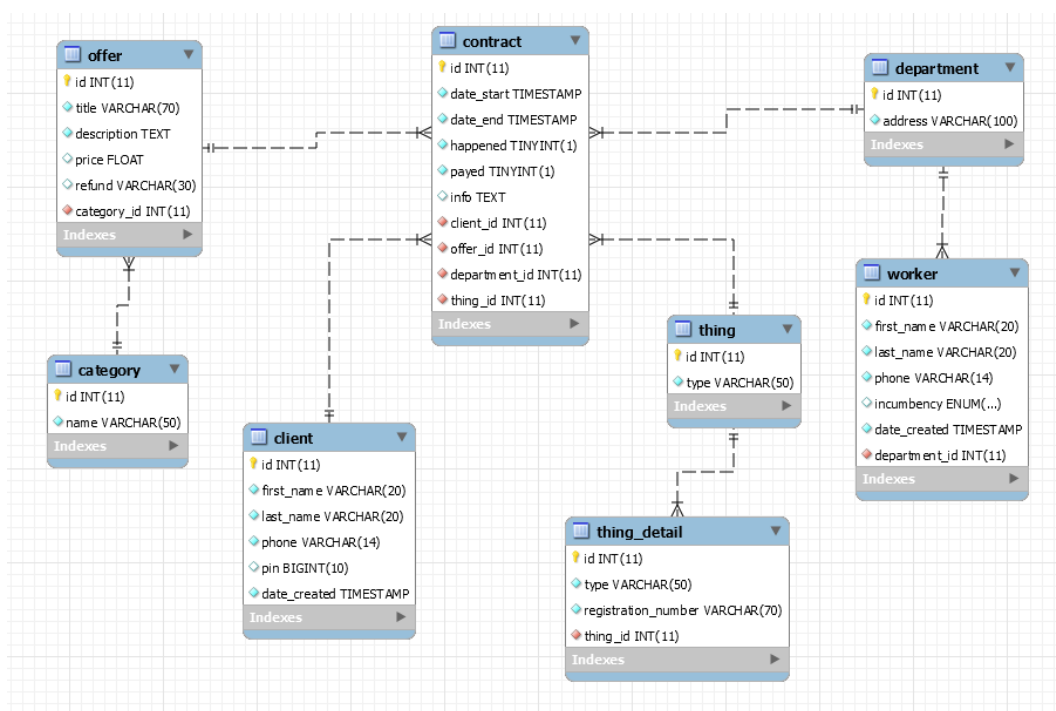 offer
id INT(11)
title VARCHAR(70)
description TEXT
price FLOAT
refund VARCHAR(30)
category_id INT(11)
Indexes
category
id INT(11)
name VARCHAR(50)
Indexes
contract
id INT(11)
date_start TIMESTAMP
date_end TIMESTAMP
happened TINYINT(1)
payed TINYINT(1)
info TEXT
client_id INT(11)
offer_id INT(11)
department_id INT(11)
thing_id INT(11)
Indexes
client
id INT(11)
first_name VARCHAR(20)
last_name VARCHAR(20)
phone VARCHAR(14)
pin BIGINT(10)
date_created TIMESTAMP
Indexes
thing
id INT(11)
type VARCHAR(50)
Indexes
thing_detail
id INT(11)
type VARCHAR(50)
registration_number VARCHAR(70)
thing_id INT(11)
Indexes
department
id INT(11)
address VARCHAR(100)
Indexes
worker
id INT(11)
first_name VARCHAR(20)
last_name VARCHAR(20)
phone VARCHAR(14)
incumbency ENUM(...)
date_created TIMESTAMP
department_id INT(11)
Indexes